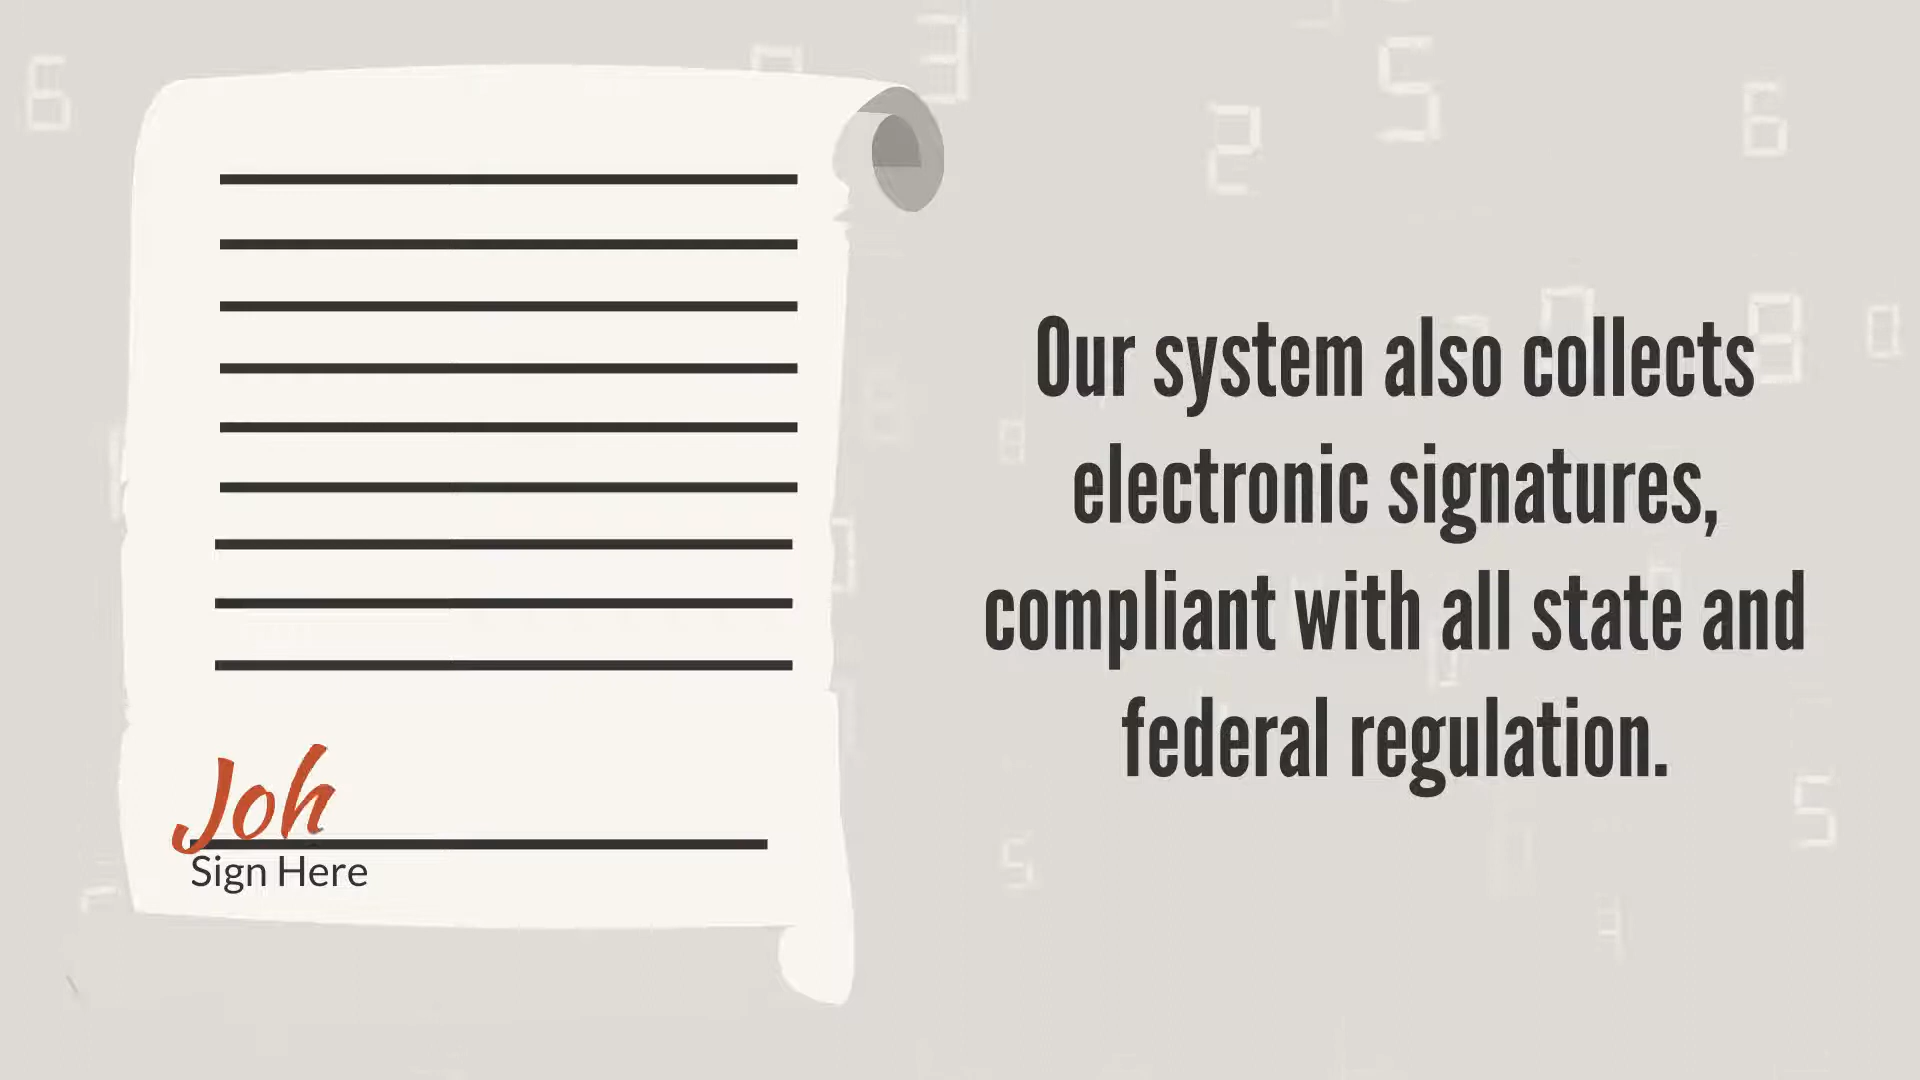 Our system also collects
electronic signatures,
compliant with all state and
federal regulation.
Joh
Sign Here